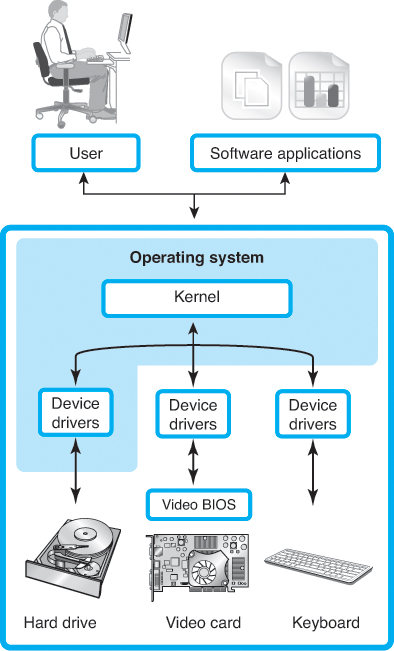 User
Software applications
Operating system
Kernel
Device
drivers
Device
drivers
Device
drivers
Video BIOS
Hard drive
Video card
Keyboard